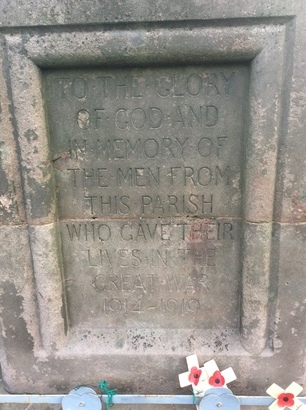 TO THE GLORY
OF GOD AND
IN MEMORY OF
THE MEN FROM
THIS PARISH
WHO GAVE THEIR
LIVES IN THE
GREAT WAR
1914-1919